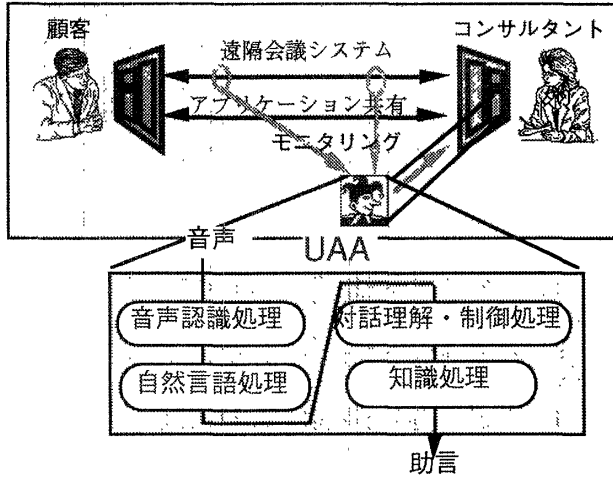 顧客
コンサルタント
遠隔会議システム
アプリケーション共有
モニタリング
音声
UAA
音声認識処理
対話理解・制御処理
自然言語処理
知識処理
助言